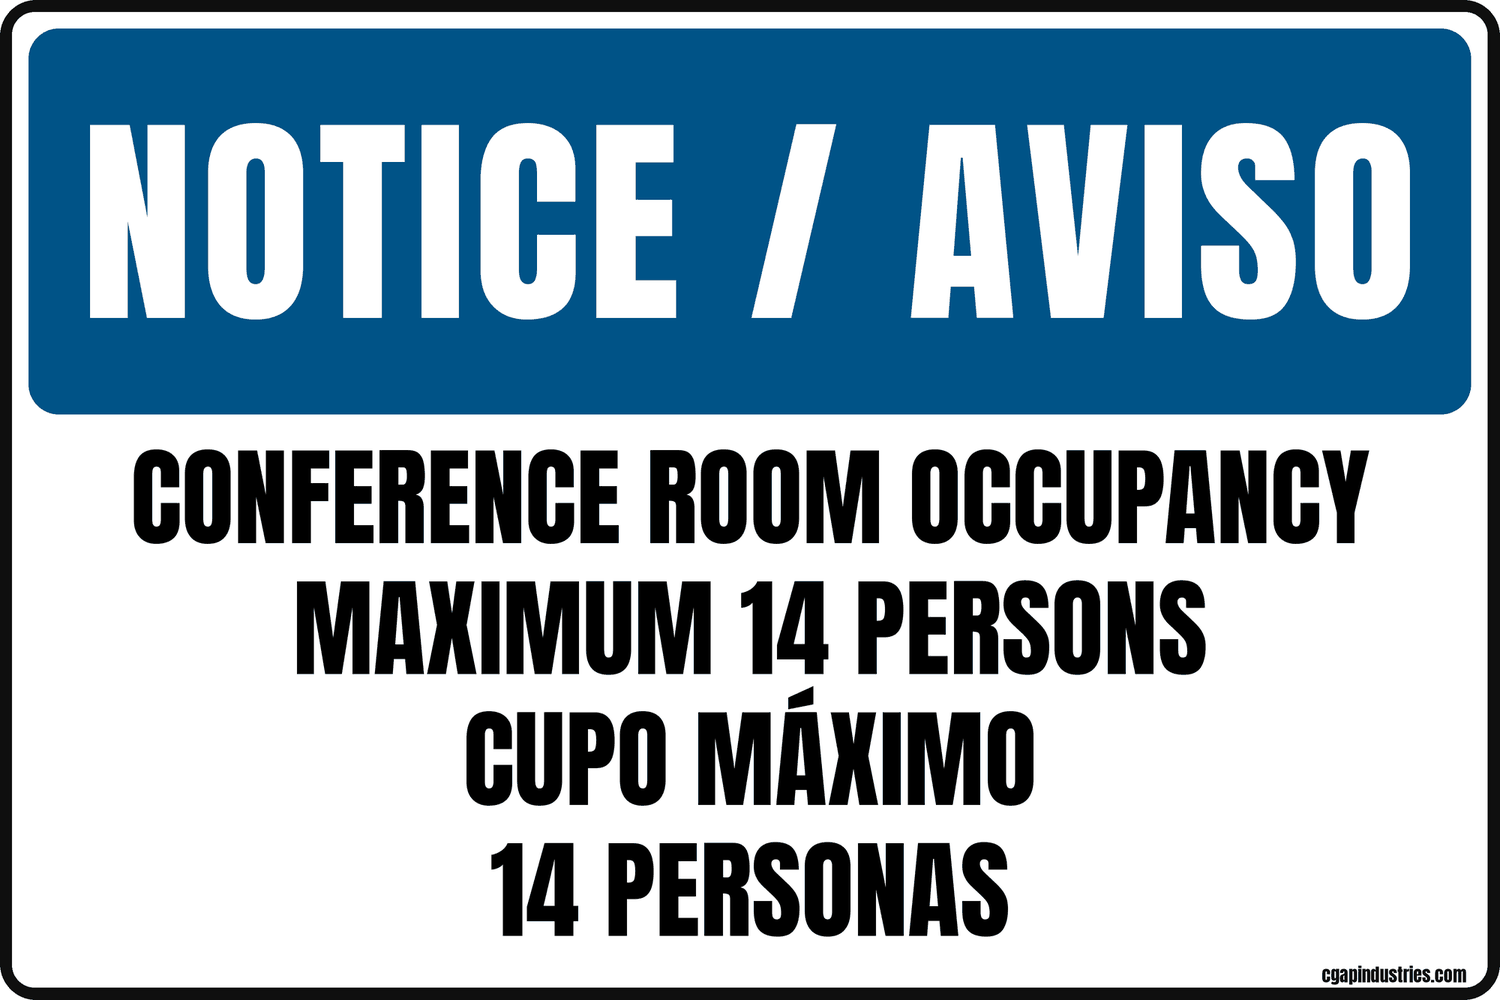 NOTICE / AVISO
CONFERENCE ROOM OCCUPANCY
MAXIMUM 14 PERSONS
CUPO MÁXIMO
14 PERSONAS
cgapindustries.com